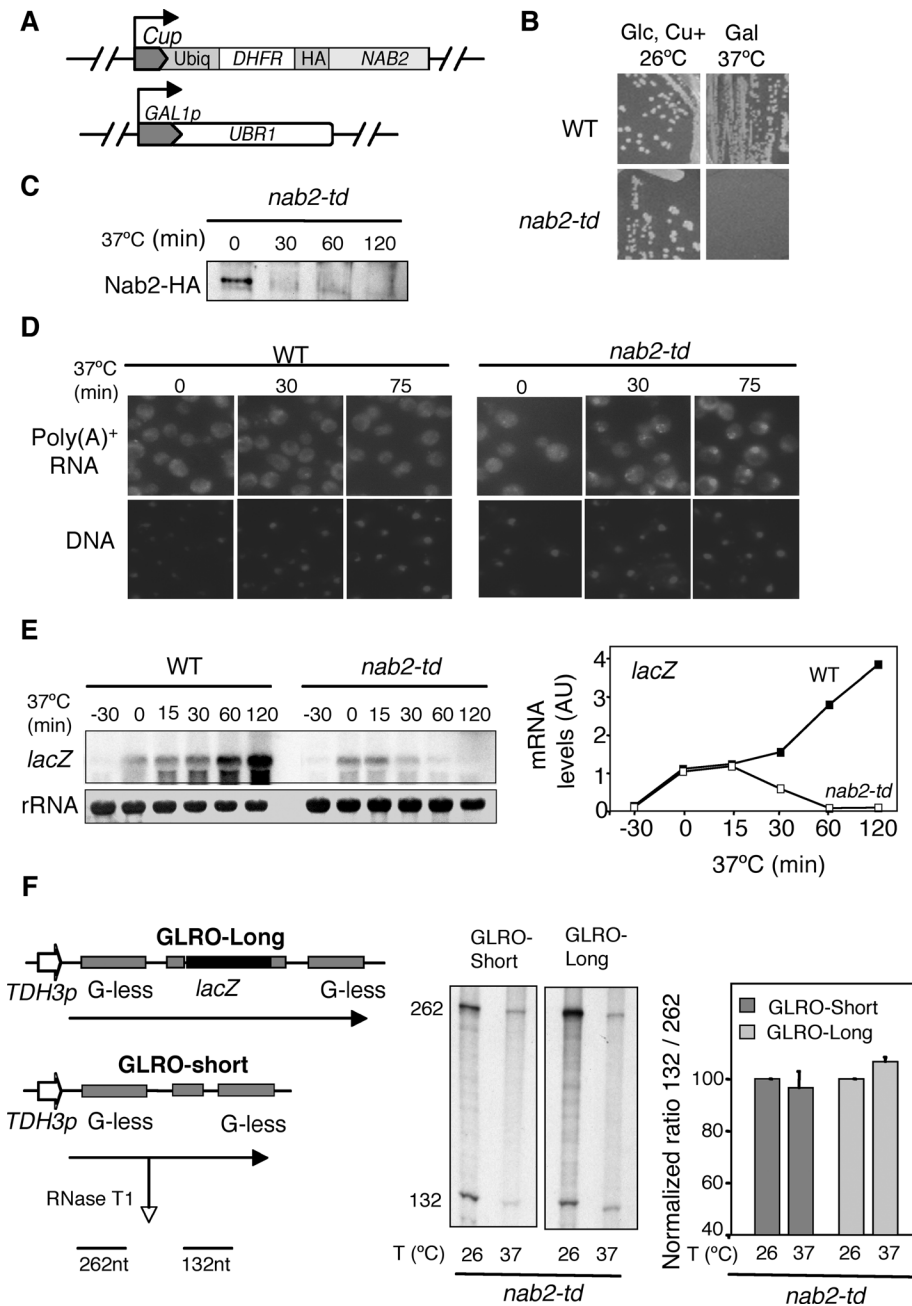 A
Cup
Ubiq DHFR HA NAB2
GAL1p
UBR1
B
Glc, Cu+ Gal
26ºC 37ºC
WT
nab2-td
C
nab2-td
37ºC (min) 0 30 60 120
Nab2-HA
D
WT nab2-td
37ºC
(min) 0 30 75 0 30 75
Poly(A)+
RNA
DNA
E
WT nab2-td
37ºC
(min) -30 0 15 30 60 120 -30 0 15 30 60 120
lacZ
rRNA
lacZ
WT
nab2-td
mRNA
levels (AU)
4
3
2
1
0
-30 0 15 30 60 120
37ºC (min)
F
GLRO-Long
TDH3p G-less lacZ G-less
GLRO-short
TDH3p G-less G-less
RNase T1
262nt 132nt
GLRO-
Short
GLRO-
Long
262
132
T (ºC) 26 37 26 37
nab2-td
GLRO-Short
GLRO-Long
Normalized ratio 132 / 262
100
80
60
40
T (ºC) 26 37 26 37
nab2-td